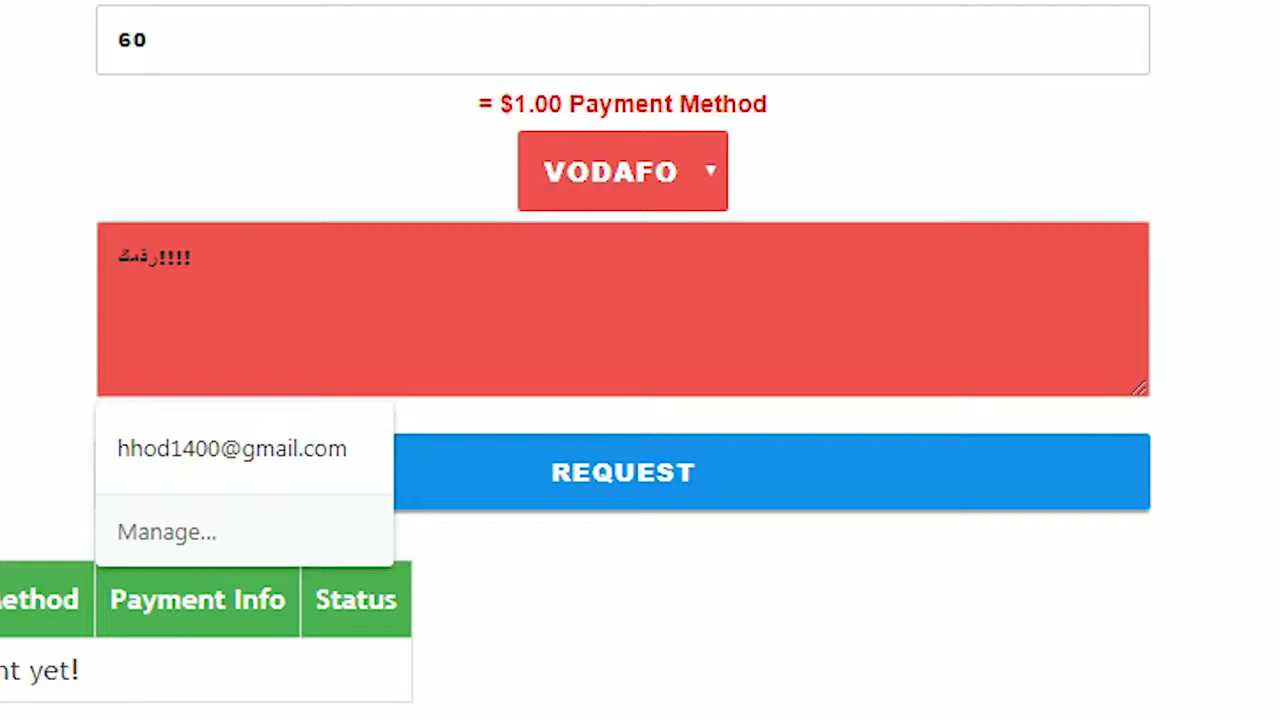 60
= $1.00 Payment Method
VODAFO
رقمك!!!!
hhod1400@gmail.com
REQUEST
Manage...
ethod Payment Info Status
nt yet!